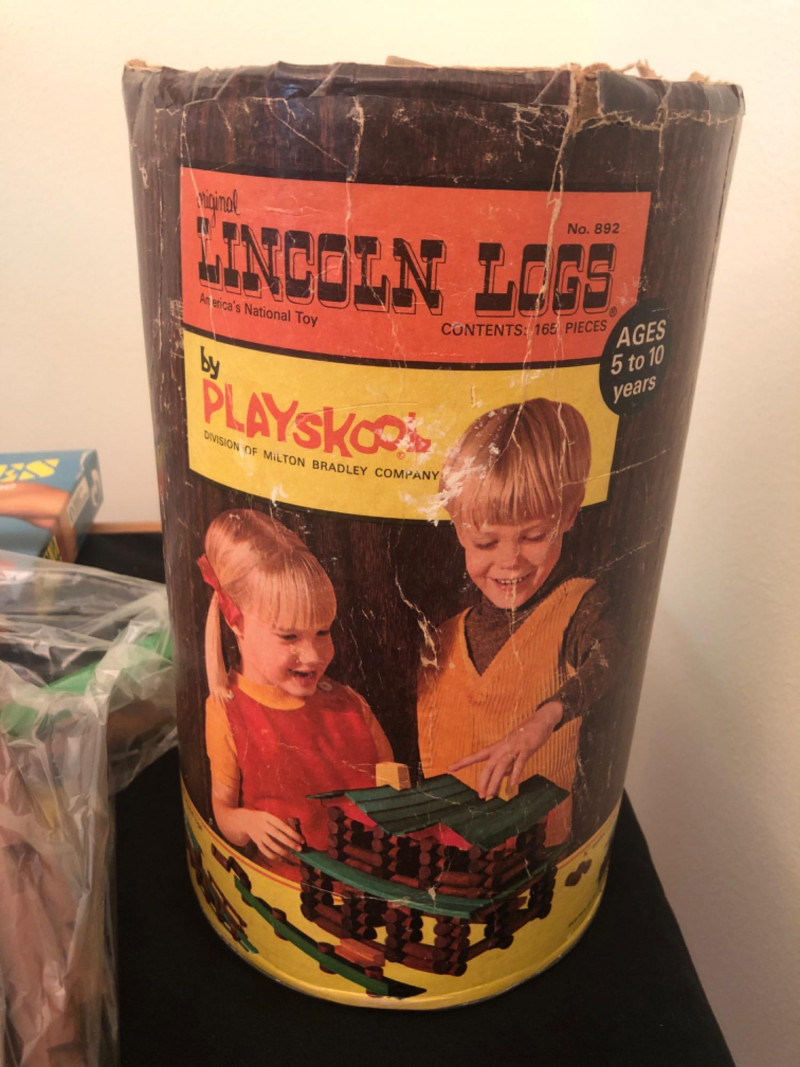 original
No. 892
LINCOLN LOGS®
America's National Toy
CONTENTS: 165 PIECES
AGES
5 to 10
years
by
PLAYSKOOL
DIVISION OF MILTON BRADLEY COMPANY